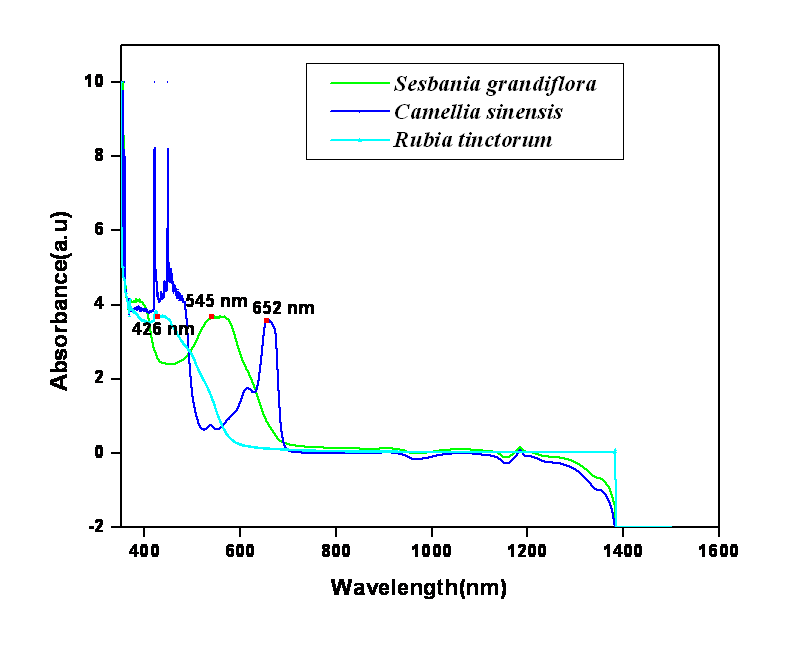 Sesbania grandiflora
Camellia sinensis
Rubia tinctorum
10
8
6
4
2
0
-2
545 nm
652 nm
426 nm
Absorbance(a.u)
400 600 800 1000 1200 1400 1600
Wavelength(nm)